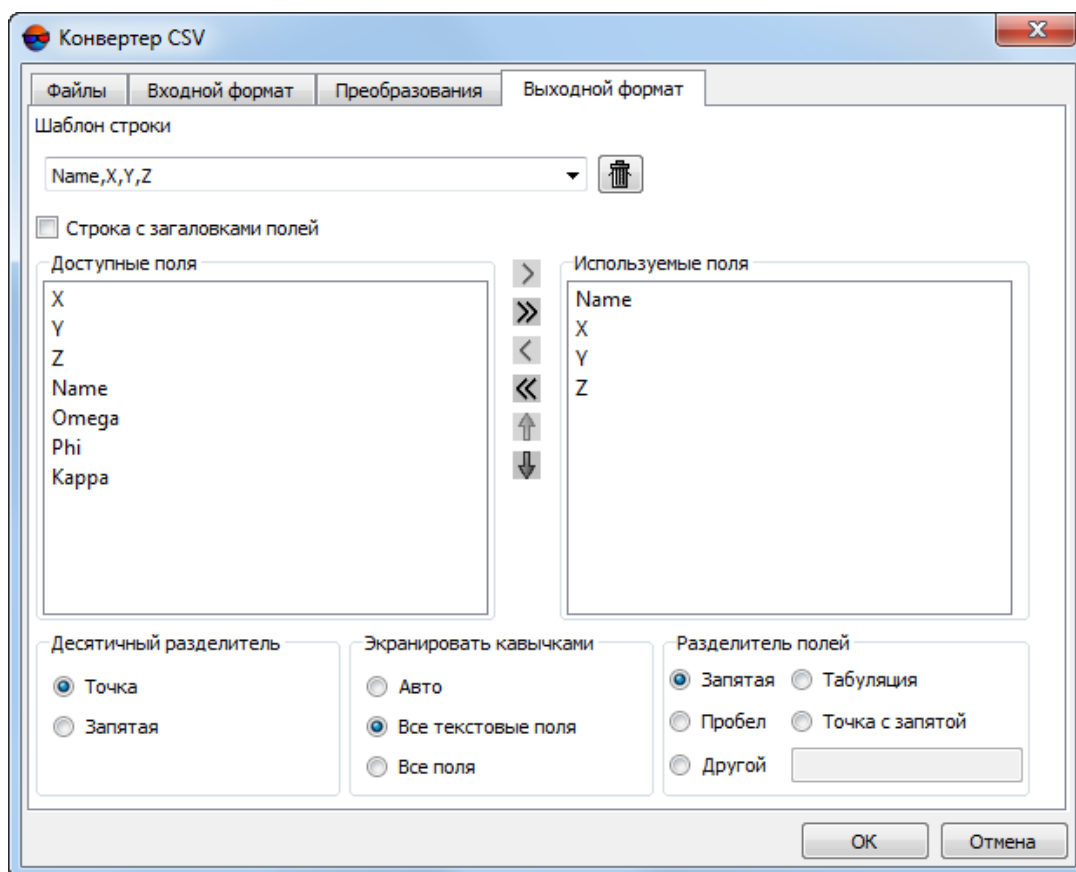 Конвертер CSV
Файлы Входной формат Преобразования Выходной формат
Шаблон строки
Name,X,Y,Z
Строка с загаловками полей
Доступные поля
X
Y
Z
Name
Omega
Phi
Kappa
Используемые поля
Name
X
Y
Z
Десятичный разделитель
Точка
Запятая
Экранировать кавычками
Авто
Все текстовые поля
Все поля
Разделитель полей
Запятая Табуляция
Пробел Точка с запятой
Другой
OK Отмена